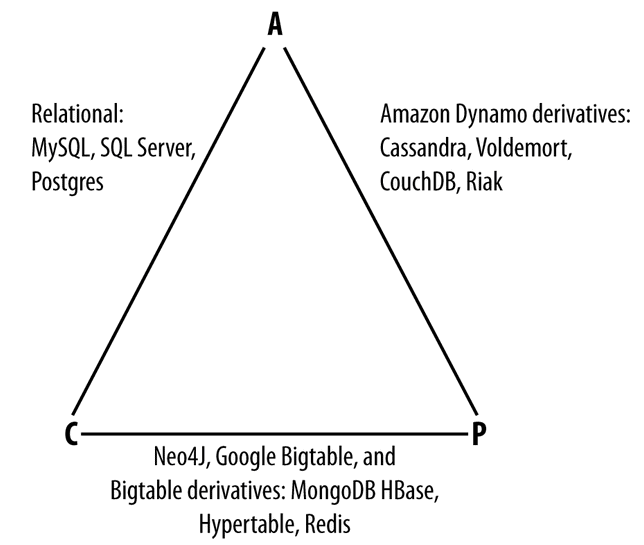 A
Relational:
MySQL, SQL Server,
Postgres
Amazon Dynamo derivatives:
Cassandra, Voldemort,
CouchDB, Riak
C
P
Neo4J, Google Bigtable, and
Bigtable derivatives: MongoDB HBase,
Hypertable, Redis